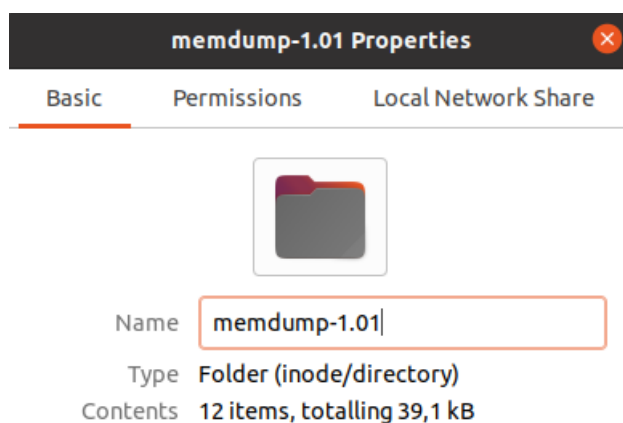 memdump-1.01 Properties
Basic Permissions Local Network Share
Name memdump-1.01
Type Folder (inode/directory)
Contents 12 items, totalling 39,1 kB